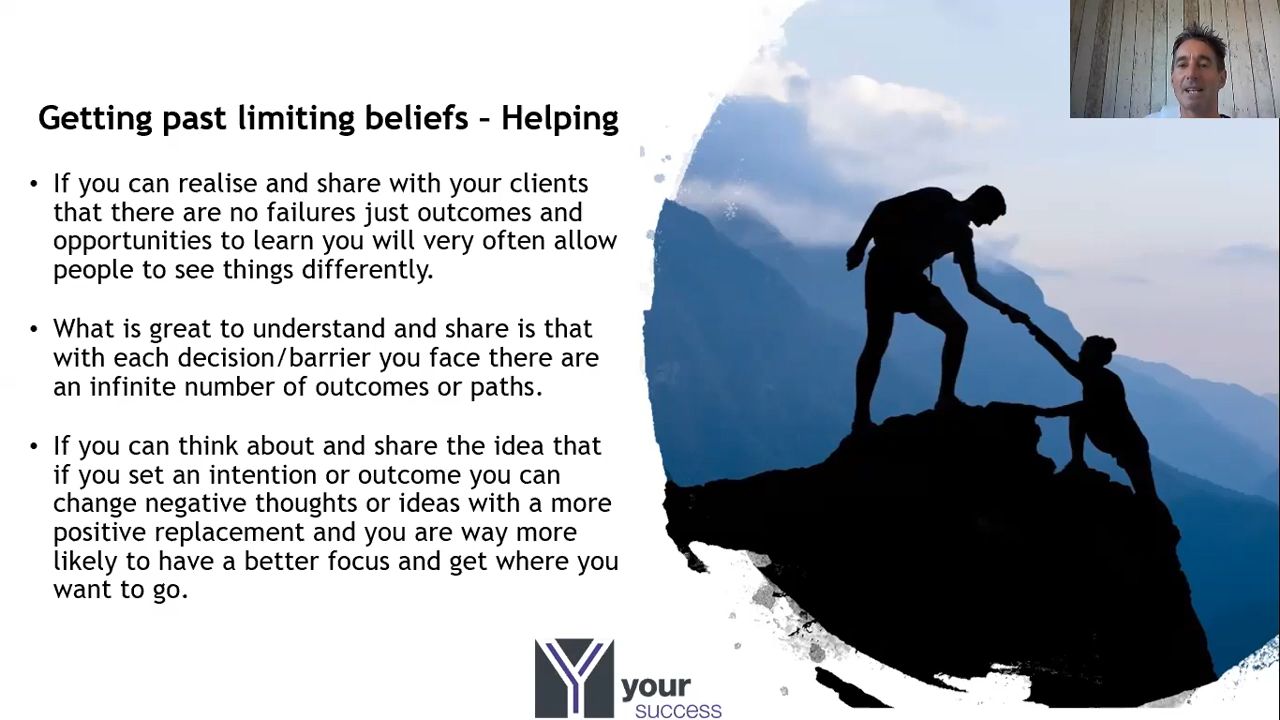 Getting past limiting beliefs – Helping
• If you can realise and share with your clients
that there are no failures just outcomes and
opportunities to learn you will very often allow
people to see things differently.
• What is great to understand and share is that
with each decision/barrier you face there are
an infinite number of outcomes or paths.
• If you can think about and share the idea that
if you set an intention or outcome you can
change negative thoughts or ideas with a more
positive replacement and you are way more
likely to have a better focus and get where you
want to go.
Y your
success